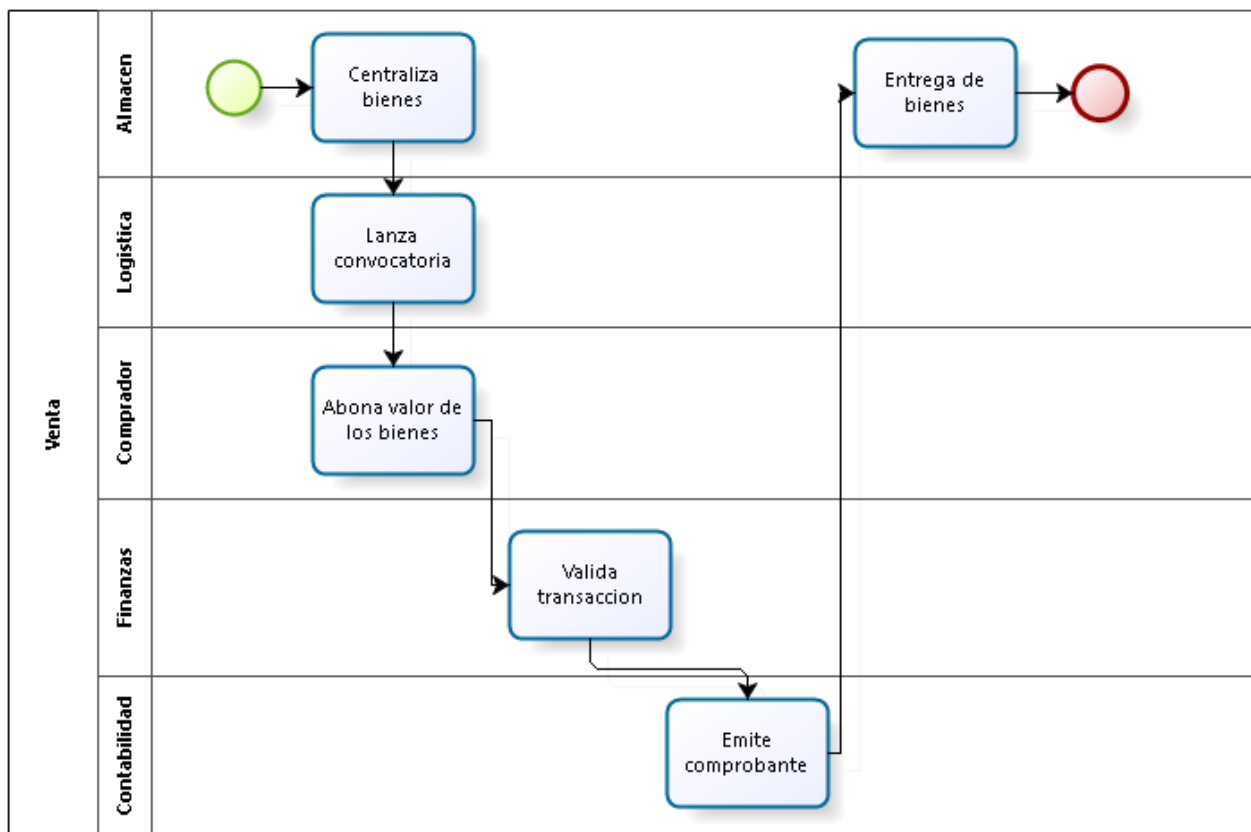 Venta
Almacen
Centraliza
bienes
Entrega de
bienes
Logistica
Lanza
convocatoria
Comprador
Abona valor de
los bienes
Finanzas
Valida
transaccion
Contabilidad
Emite
comprobante